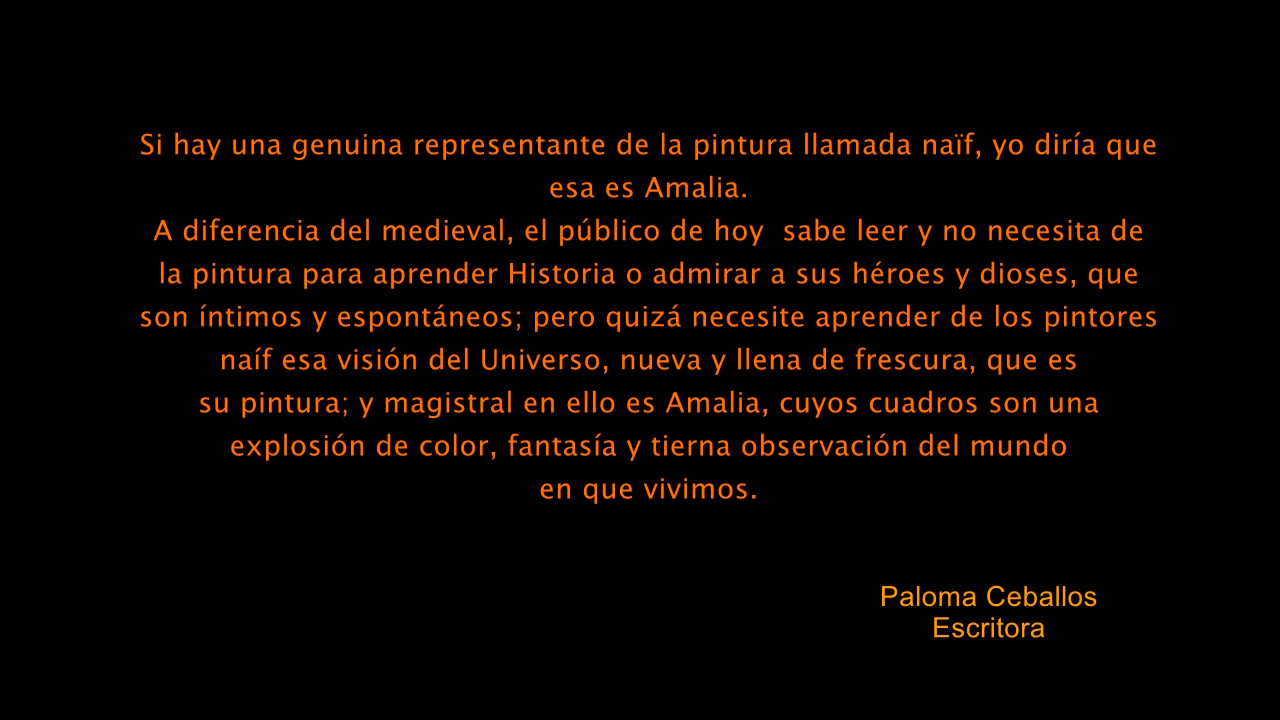 Si hay una genuina representante de la pintura llamada naïf, yo diría que
esa es Amalia.
A diferencia del medieval, el público de hoy  sabe leer y no necesita de
la pintura para aprender Historia o admirar a sus héroes y dioses, que
son íntimos y espontáneos; pero quizá necesite aprender de los pintores
naíf esa visión del Universo, nueva y llena de frescura, que es
su pintura; y magistral en ello es Amalia, cuyos cuadros son una
explosión de color, fantasía y tierna observación del mundo
en que vivimos.
Paloma Ceballos
Escritora